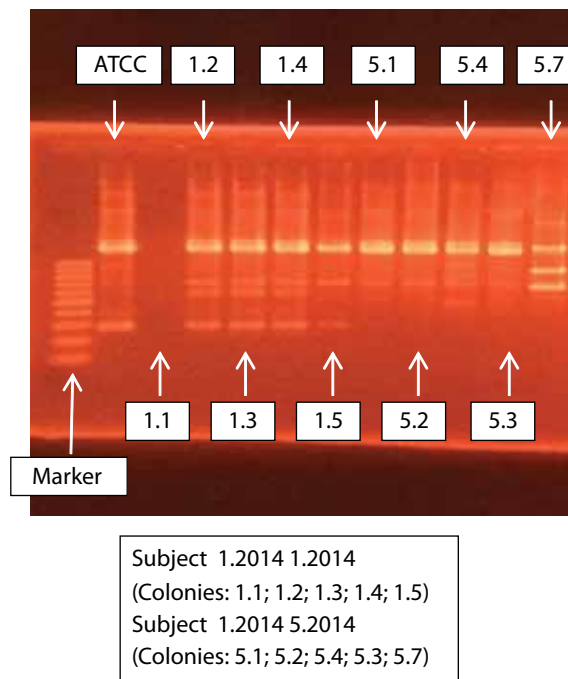 ATCC 1.2 1.4 5.1 5.4 5.7
1.1 1.3 1.5 5.2 5.3
Marker
Subject 1.2014 1.2014
(Colonies: 1.1; 1.2; 1.3; 1.4; 1.5)
Subject 1.2014 5.2014
(Colonies: 5.1; 5.2; 5.4; 5.3; 5.7)